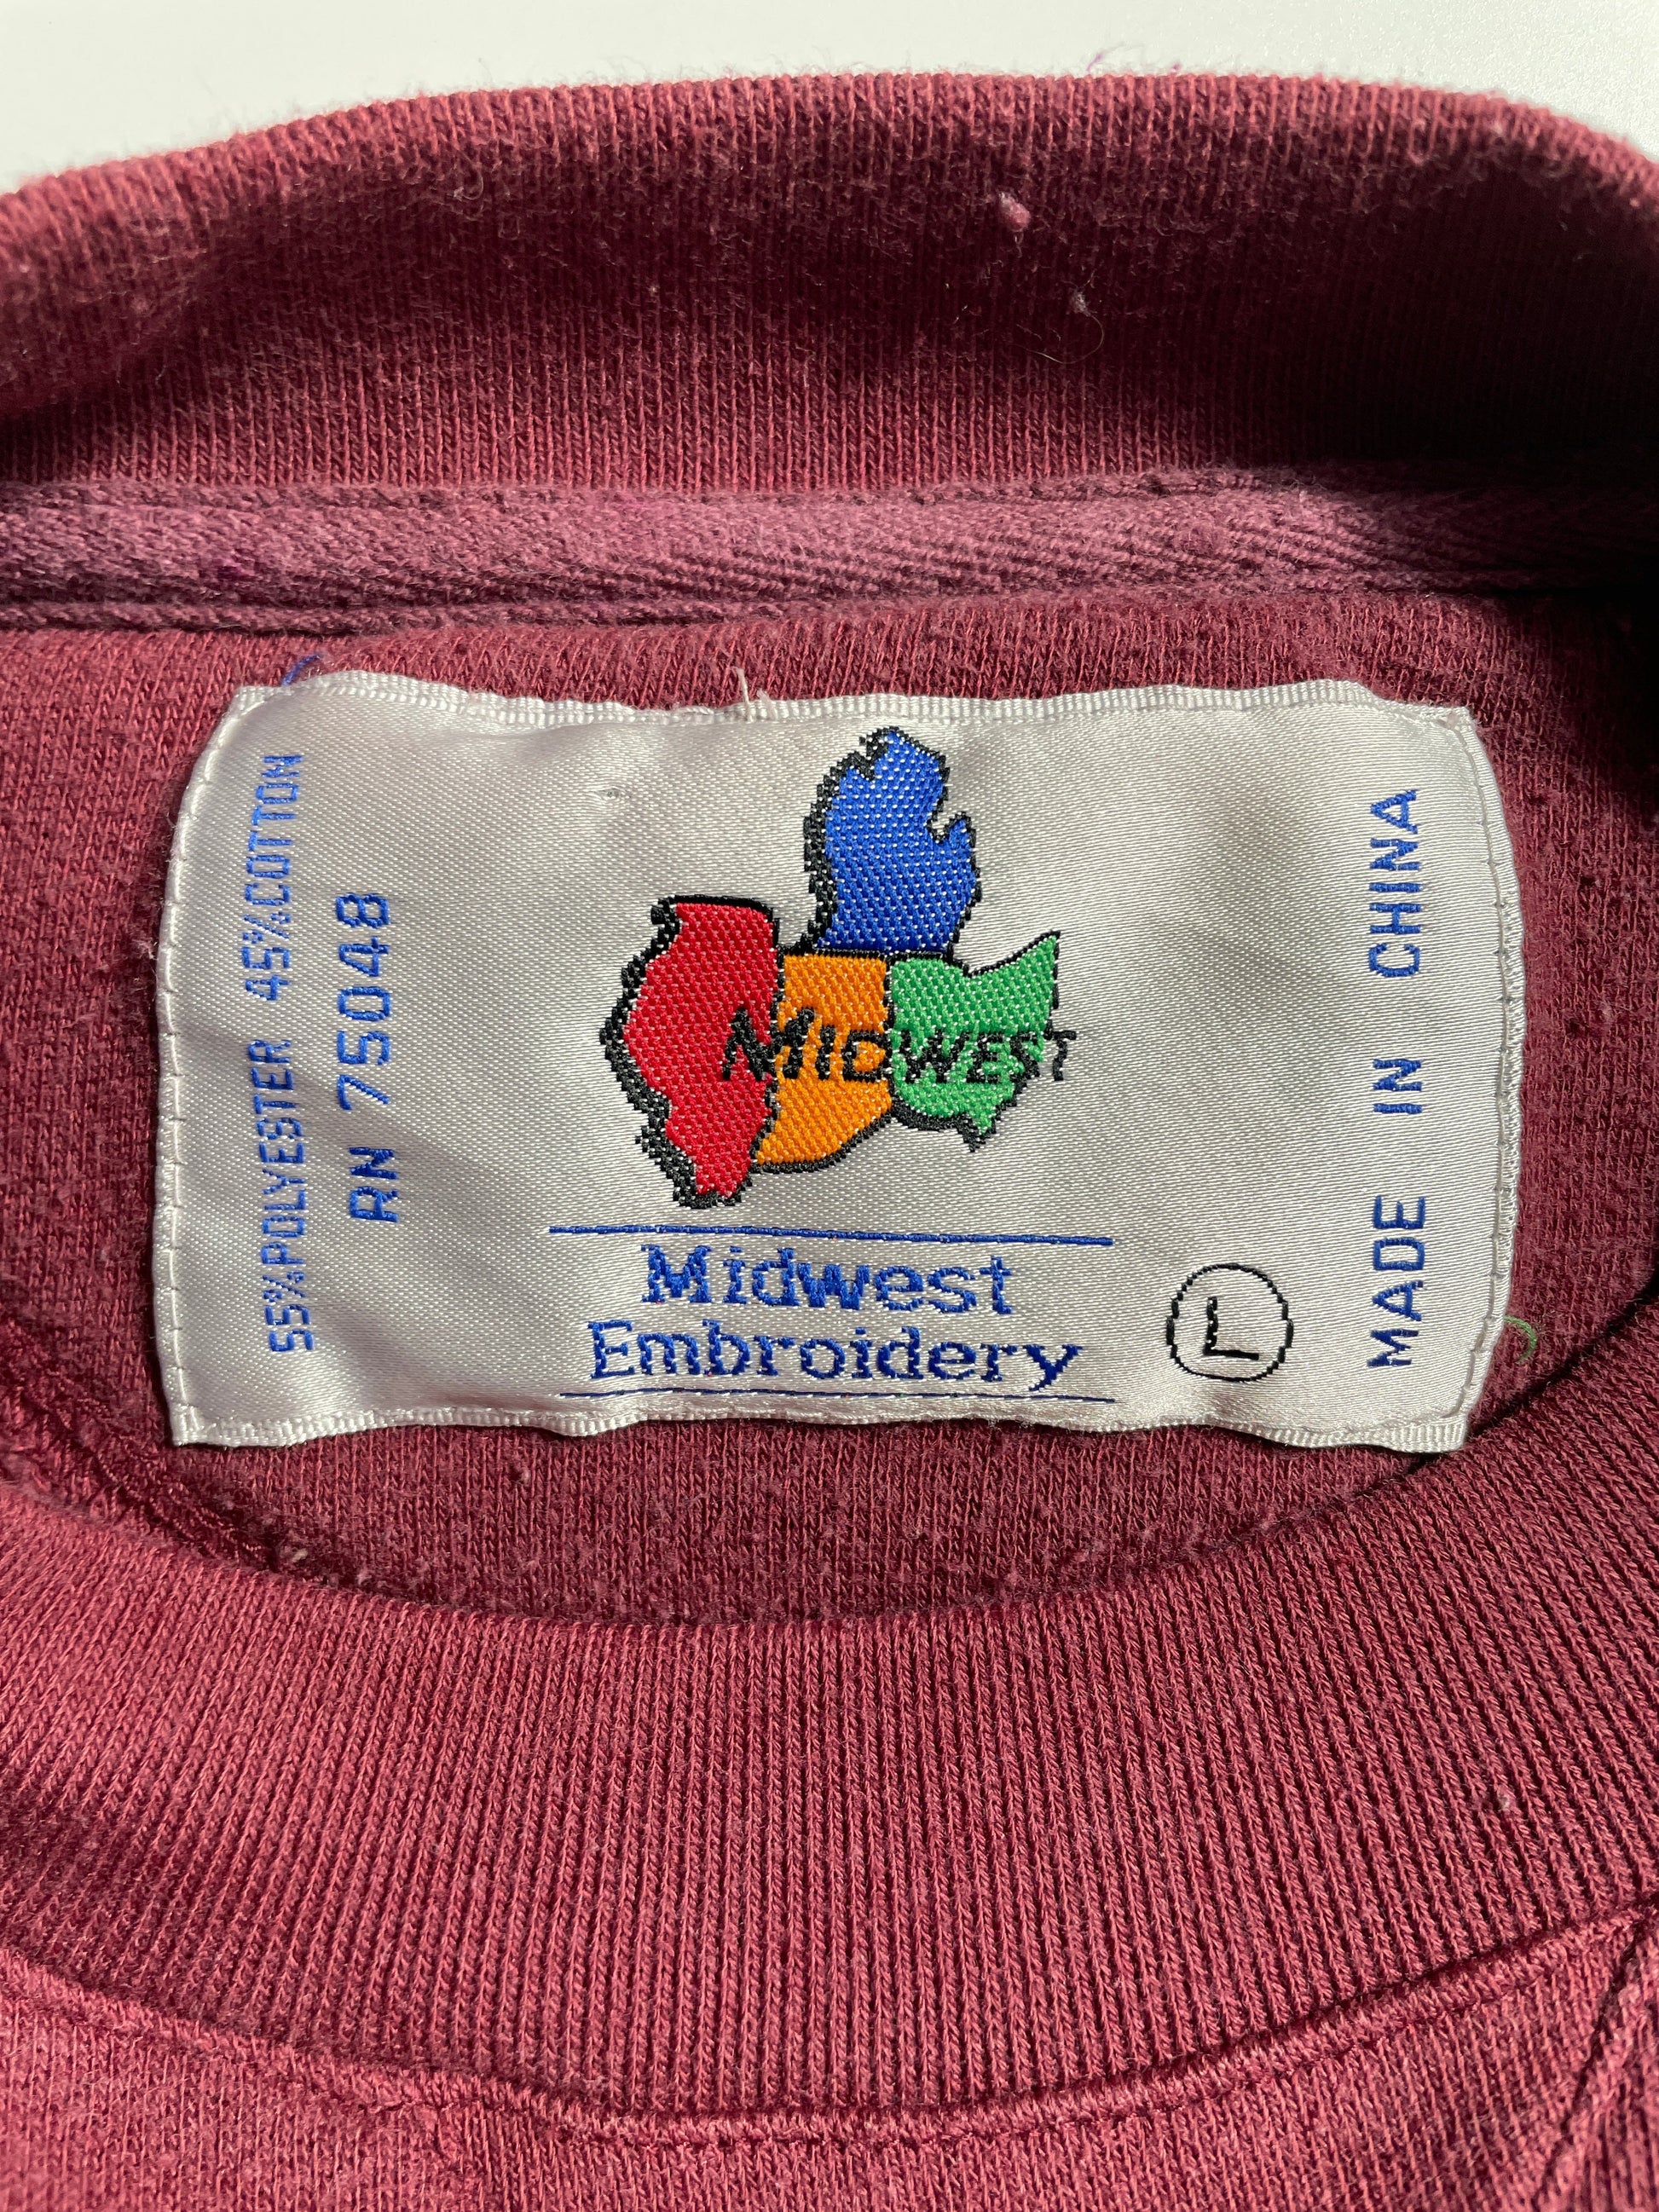 55%POLYESTER 45%COTTON
RN 75048
MIDWEST
Midwest
Embroidery
L
MADE IN CHINA